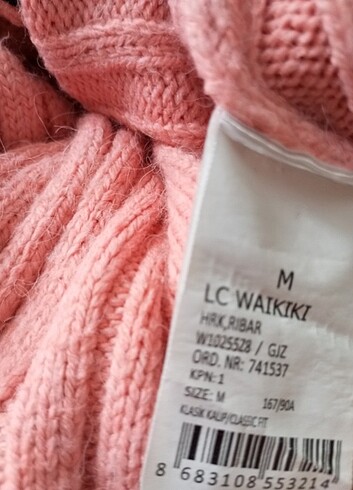 M
LC WAIKIKI
HRK,RIBAR
W1025528 / GJZ
ORD. NR: 741537
KPN: 1
SIZE: M 167/90A
KLASİK KALIP/CLASSIC FIT
8 683108 553214